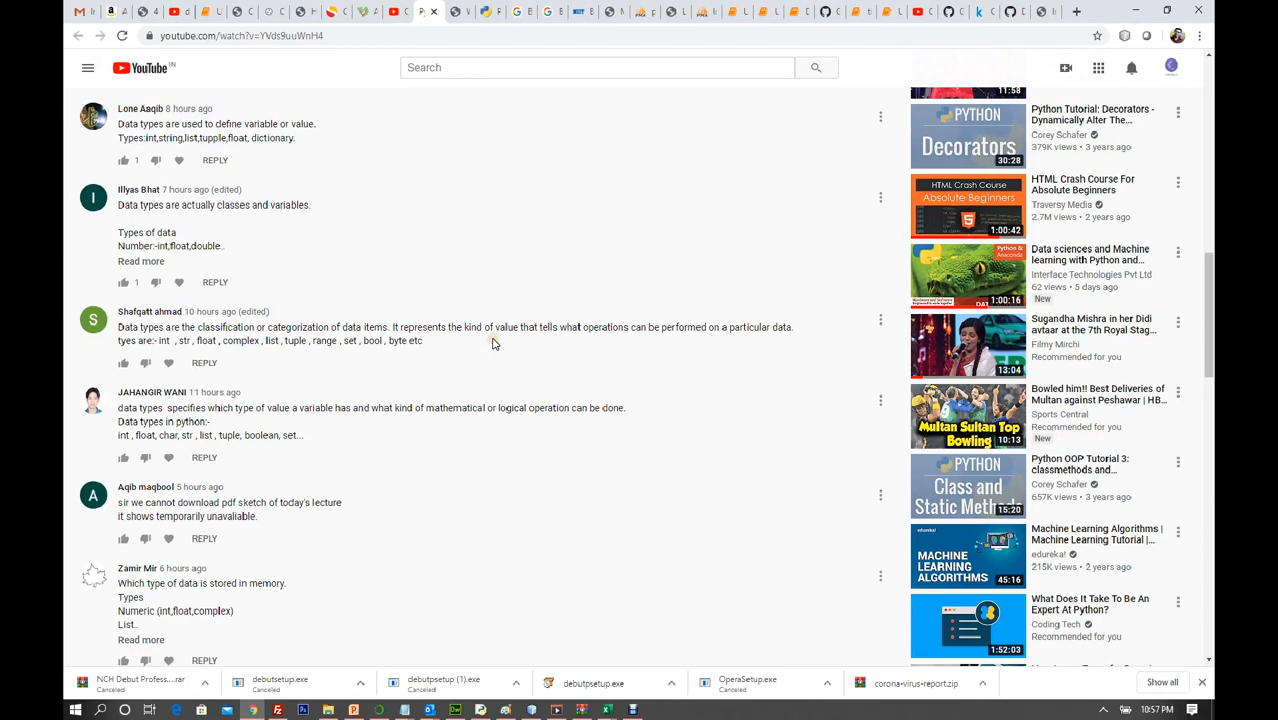 youtube.com/watch?v=YVds9uuWnH4
YouTube IN
Search
Lone Aaqib 8 hours ago
Data types are used to define variable or value.
Types:int,string,list,tupple,float, dictionary.
1
REPLY
I
Illyas Bhat 7 hours ago (edited)
Data types are actually classes and variables.
Types of data
Number:-int,float,double..
Read more
1
REPLY
S
Shafqatt ahmad 10 hours ago (edited)
Data types are the classification or categorization of data items. It represents the kind of value that tells what operations can be performed on a particular data.
tyes are:- int , str , float , complex , list , tuple , range , set , bool , byte etc
REPLY
JAHANGIR WANI 11 hours ago
data types specifies which type of value a variable has and what kind of mathematical or logical operation can be done.
Data types in python:-
int , float, char, str , list , tuple, boolean, set...
REPLY
A
Aqib maqbool 5 hours ago
sir we cannot download pdf sketch of today's lecture
it shows temporarily unavaliable.
REPLY
Zamir Mir 6 hours ago
Which type of data is stored in memory.
Types
Numeric (int,float,complex)
List..
Read more
REPLY
11:58
PYTHON
Decorators
30:28
Python Tutorial: Decorators -
Dynamically Alter The...
Corey Schafer
379K views • 3 years ago
HTML Crash Course
Absolute Beginners
1:00:42
HTML Crash Course For
Absolute Beginners
Traversy Media
2.7M views • 2 years ago
Python &
Anaconda
1:00:16
Data sciences and Machine
learning with Python and...
Interface Technologies Pvt Ltd
62 views • 5 days ago
New
13:04
Sugandha Mishra in her Didi
avtaar at the 7th Royal Stag...
Filmy Mirchi
Recommended for you
Multan Sultan Top
Bowling
10:13
Bowled him!! Best Deliveries of
Multan against Peshawar | HB...
Sports Central
Recommended for you
New
PYTHON
Class and
Static Methods
15:20
Python OOP Tutorial 3:
classmethods and...
Corey Schafer
657K views • 3 years ago
edureka!
MACHINE
LEARNING
ALGORITHMS
45:16
Machine Learning Algorithms |
Machine Learning Tutorial |...
edureka!
215K views • 2 years ago
1:52:03
What Does It Take To Be An
Expert At Python?
Coding Tech
Recommended for you
NCH Debut Profess....rar
Canceled
debutsetup.exe
Canceled
debutpsetup (1).exe
Canceled
debutpsetup.exe
OperaSetup.exe
Canceled
corona-virus-report.zip
Show all
10:57 PM